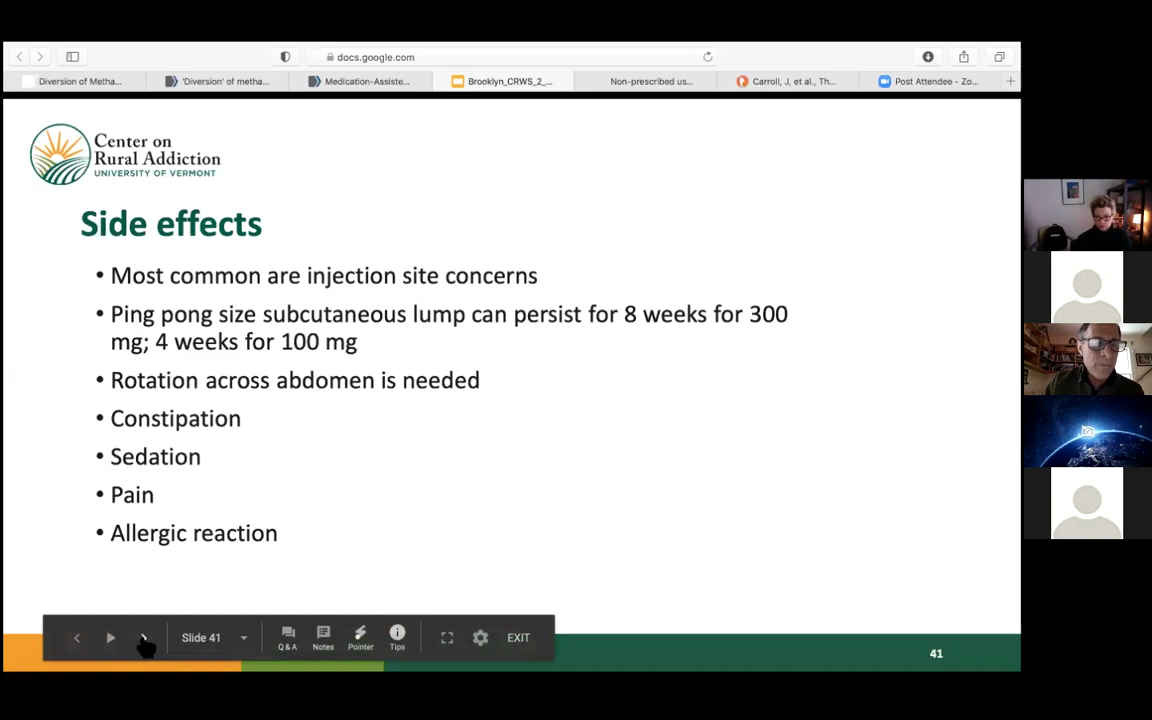 docs.google.com
Diversion of Metha...
'Diversion' of metha...
Medication-Assiste...
Brooklyn_CRWS_2_...
Non-prescribed us...
Carroll, J, et al., Th...
Post Attendee - Zo...
Center on
Rural Addiction
UNIVERSITY OF VERMONT
Side effects
• Most common are injection site concerns
• Ping pong size subcutaneous lump can persist for 8 weeks for 300
mg; 4 weeks for 100 mg
• Rotation across abdomen is needed
• Constipation
• Sedation
• Pain
• Allergic reaction
Slide 41
Q & A
Notes
Pointer
Tips
EXIT
41